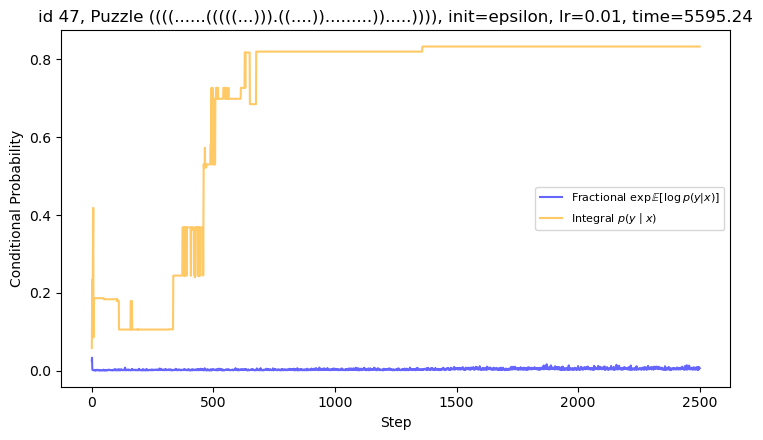 id 47, Puzzle ((((......(((((...))).((....)).........)).....)))), init=epsilon, lr=0.01, time=5595.24
Conditional Probability
0.8
0.6
0.4
0.2
0.0
Fractional exp 𝔼[log p(y|x)]
Integral p(y | x)
0
500
1000
1500
2000
2500
Step